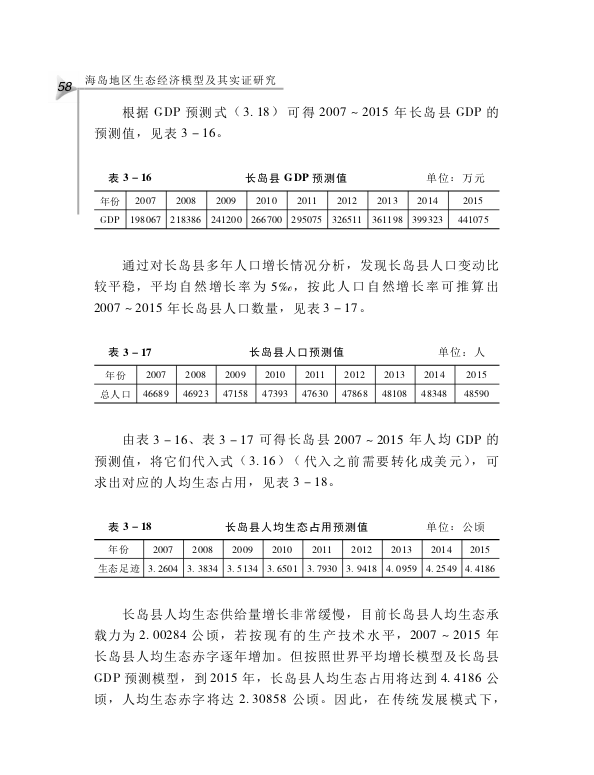 58
海岛地区生态经济模型及其实证研究
根据 GDP 预测式（3.18）可得 2007～2015 年长岛县 GDP 的
预测值，见表 3－16。
表 3－16 长岛县 GDP 预测值 单位：万元
年份 2007 2008 2009 2010 2011 2012 2013 2014 2015
GDP 198067 218386 241200 266700 295075 326511 361198 399323 441075
通过对长岛县多年人口增长情况分析，发现长岛县人口变动比
较平稳，平均自然增长率为 5‰，按此人口自然增长率可推算出
2007～2015 年长岛县人口数量，见表 3－17。
表 3－17 长岛县人口预测值 单位：人
年份 2007 2008 2009 2010 2011 2012 2013 2014 2015
总人口 46689 46923 47158 47393 47630 47868 48108 48348 48590
由表 3－16、表 3－17 可得长岛县 2007～2015 年人均 GDP 的
预测值，将它们代入式（3.16）（代入之前需要转化成美元），可
求出对应的人均生态占用，见表 3－18。
表 3－18 长岛县人均生态占用预测值 单位：公顷
年份 2007 2008 2009 2010 2011 2012 2013 2014 2015
生态足迹 3.2604 3.3834 3.5134 3.6501 3.7930 3.9418 4.0959 4.2549 4.4186
长岛县人均生态供给量增长非常缓慢，目前长岛县人均生态承
载力为 2.00284 公顷，若按现有的生产技术水平，2007～2015 年
长岛县人均生态赤字逐年增加。但按照世界平均增长模型及长岛县
GDP 预测模型，到 2015 年，长岛县人均生态占用将达到 4.4186 公
顷，人均生态赤字将达 2.30858 公顷。因此，在传统发展模式下，